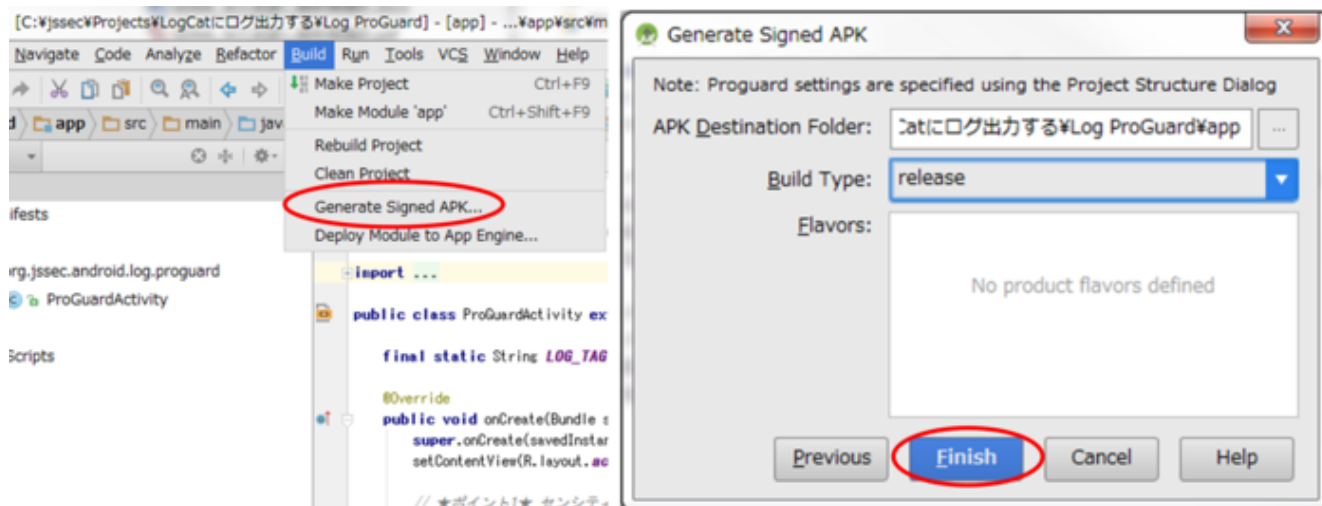 [C:¥jssec¥Projects¥LogCatにログ出力する¥Log ProGuard] - [app] - ...¥app¥src¥m
Navigate Code Analyze Refactor Build Run Tools VCS Window Help
Make Project Ctrl+F9
Make Module 'app' Ctrl+Shift+F9
app src main jav
Rebuild Project
Clean Project
Generate Signed APK...
Deploy Module to App Engine...
ifests
rg.jssec.android.log.proguard
ProGuardActivity
Scripts
import ...
public class ProGuardActivity ex
final static String LOG_TAG
@Override
public void onCreate(Bundle s
super.onCreate(savedInstan
setContentView(R.layout.ac
// ★ポイント1★ センシティ
Generate Signed APK
Note: Proguard settings are specified using the Project Structure Dialog
APK Destination Folder: Catにログ出力する¥Log ProGuard¥app ...
Build Type: release
Flavors:
No product flavors defined
Previous Finish Cancel Help